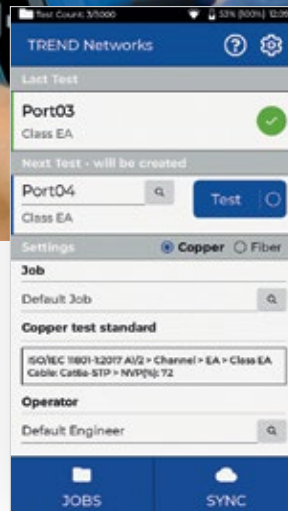 Test Count: 3/5000 53% (100%) 12:09
TREND Networks
Last Test
Port03
Class EA
Next Test - will be created
Port04
Test
Class EA
Settings Copper Fiber
Job
Default Job
Copper test standard
ISO/IEC 11801-1:2017 A1/2 > Channel > EA > Class EA
Cable: Cat6a-STP > NVP(%): 72
Operator
Default Engineer
JOBS SYNC